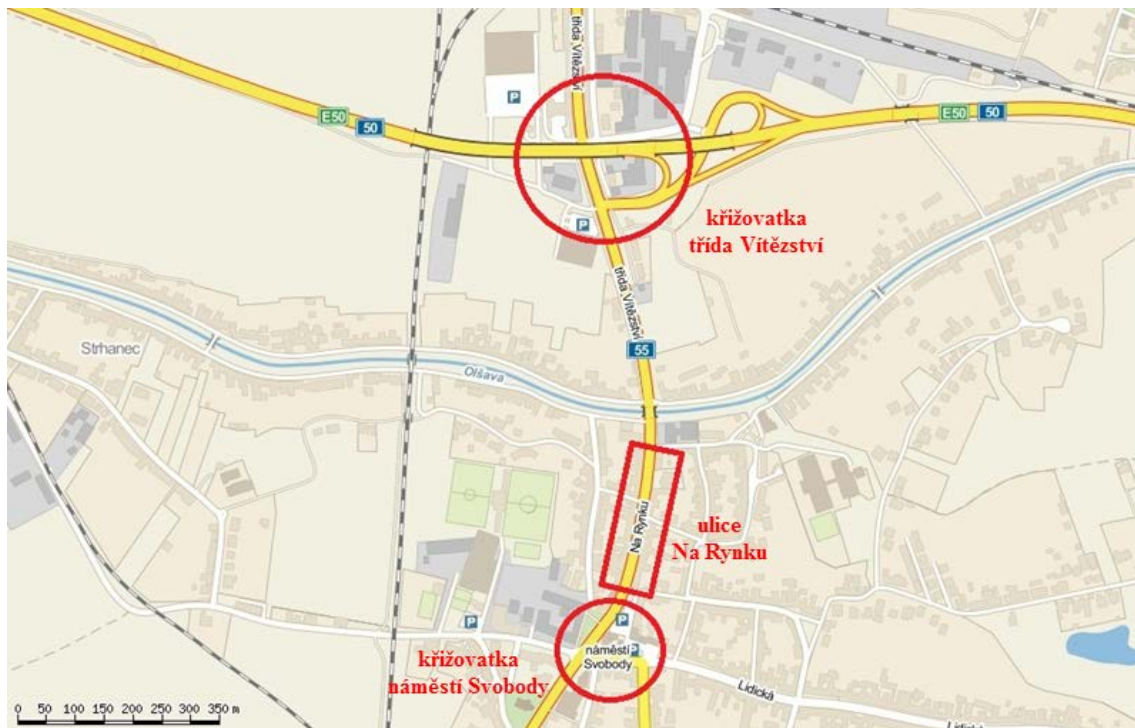 třída Vítězství
P
E50
50
E50
50
křižovatka
třída Vítězství
P
třída Vítězství
Strhanec
55
Olšava
Na Rynku
ulice
Na Rynku
P
P
náměstí
Svobody
P
křižovatka
náměstí Svobody
Lidická
Lidická
0 50 100 150 200 250 300 350 m